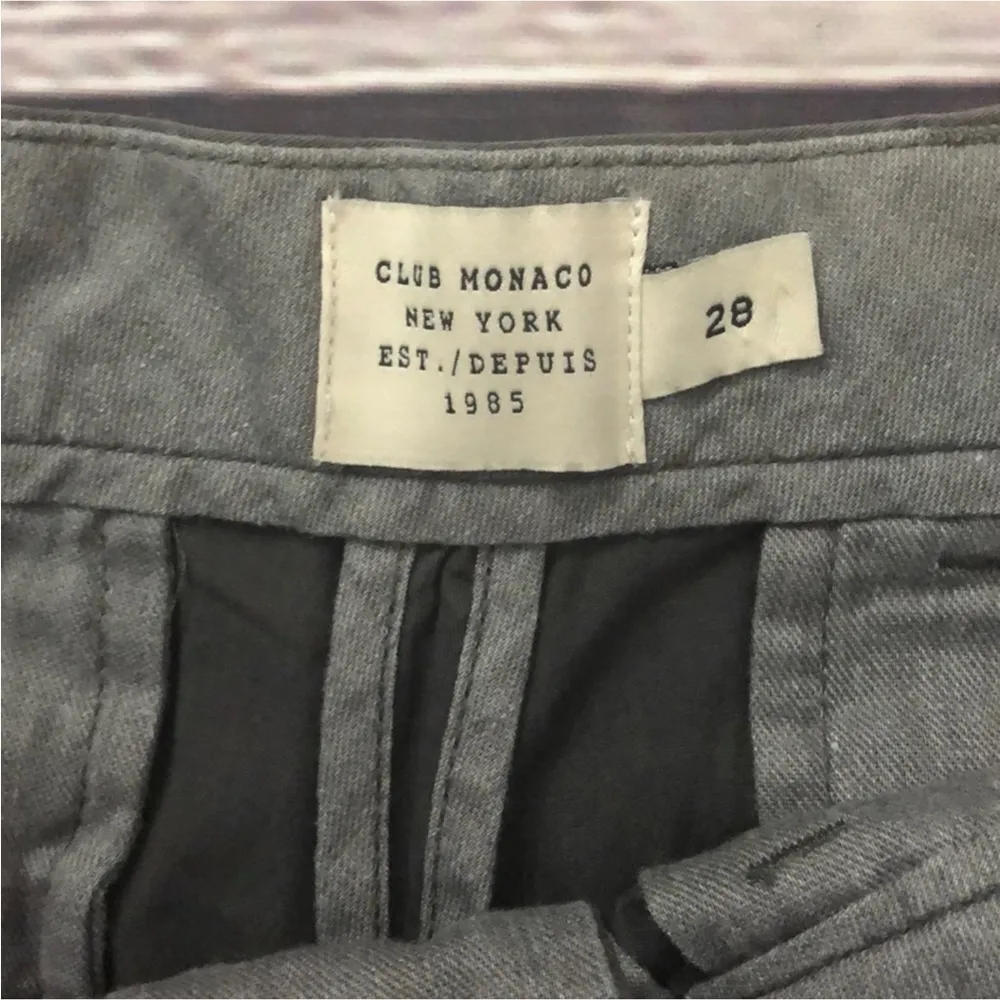 CLUB MONACO
NEW YORK
EST./DEPUIS
1985
28